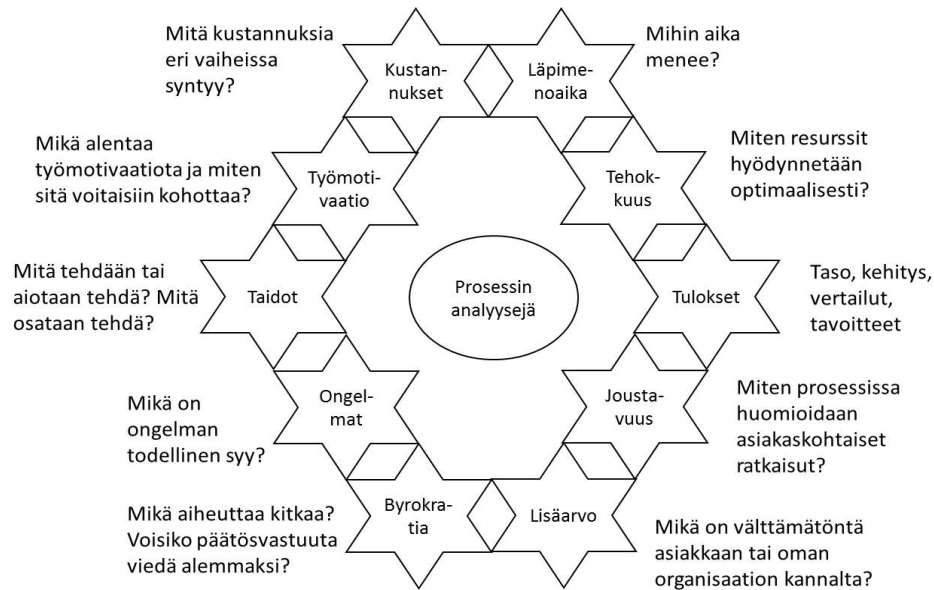 Mitä kustannuksia
eri vaiheissa
syntyy?
Kustan-
nukset
Läpime-
noaika
Mihin aika
menee?
Mikä alentaa
työmotivaatiota ja miten
sitä voitaisiin kohottaa?
Työmoti-
vaatio
Tehok-
kuus
Miten resurssit
hyödynnetään
optimaalisesti?
Mitä tehdään tai
aiotaan tehdä? Mitä
osataan tehdä?
Taidot
Prosessin
analyysejä
Tulokset
Taso, kehitys,
vertailut,
tavoitteet
Mikä on
ongelman
todellinen syy?
Ongel-
mat
Jousta-
vuus
Miten prosessissa
huomioidaan
asiakaskohtaiset
ratkaisut?
Mikä aiheuttaa kitkaa?
Voisiko päätösvastuuta
viedä alemmaksi?
Byrokra-
tia
Lisäarvo
Mikä on välttämätöntä
asiakkaan tai oman
organisaation kannalta?